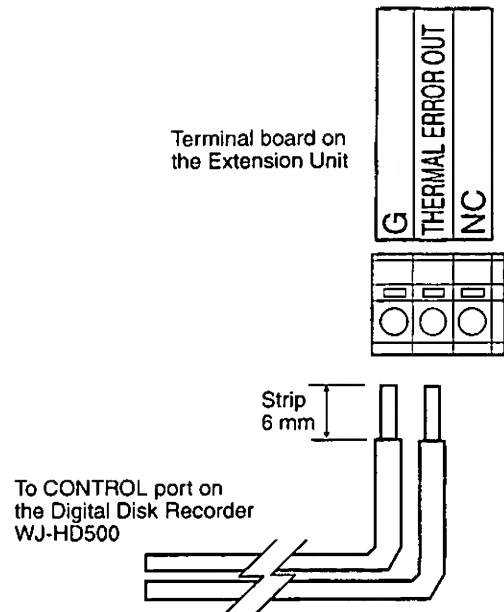 Terminal board on
the Extension Unit
G
THERMAL ERROR OUT
NC
Strip
6 mm
To CONTROL port on
the Digital Disk Recorder
WJ-HD500